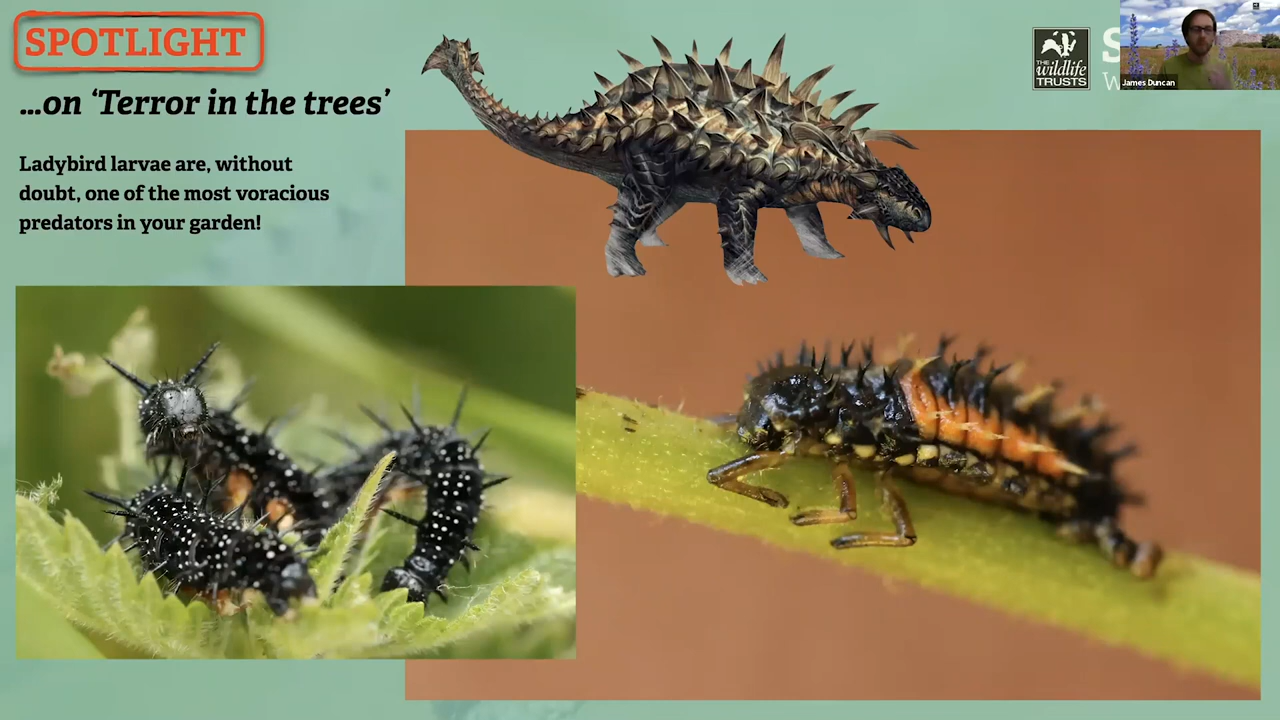 SPOTLIGHT
...on ‘Terror in the trees’
Ladybird larvae are, without
doubt, one of the most voracious
predators in your garden!
THE
wildlife
TRUSTS
S
W
James Duncan